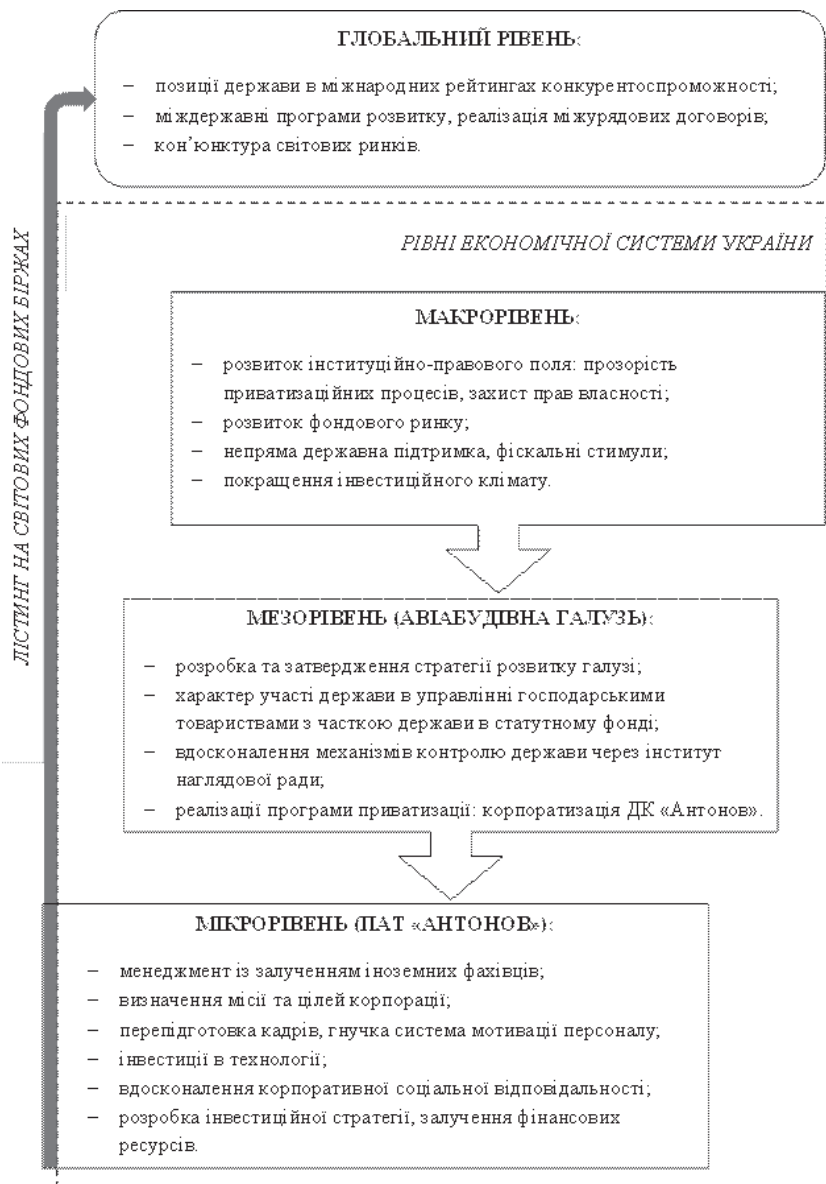 ГЛОБАЛЬНИЙ РІВЕНЬ:
– позиції держави в міжнародних рейтингах конкурентоспроможності;
– міждержавні програми розвитку, реалізація міжурядових договорів;
– кон’юнктура світових ринків.
ЛІСТИНГ НА СВІТОВИХ ФОНДОВИХ БІРЖАХ
РІВНІ ЕКОНОМІЧНОЇ СИСТЕМИ УКРАЇНИ
МАКРОРІВЕНЬ:
– розвиток інституційно-правового поля: прозорість
приватизаційних процесів, захист прав власності;
– розвиток фондового ринку;
– непряма державна підтримка, фіскальні стимули;
– покращення інвестиційного клімату.
МЕЗОРІВЕНЬ (АВІАБУДІВНА ГАЛУЗЬ):
– розробка та затвердження стратегії розвитку галузі;
– характер участі держави в управлінні господарськими
товариствами з часткою держави в статутному фонді;
– вдосконалення механізмів контролю держави через інститут
наглядової ради;
– реалізації програми приватизації: корпоратизація ДК «Антонов».
МІКРОРІВЕНЬ (ПАТ «АНТОНОВ»):
– менеджмент із залученням іноземних фахівців;
– визначення місії та цілей корпорації;
– перепідготовка кадрів, гнучка система мотивації персоналу;
– інвестиції в технології;
– вдосконалення корпоративної соціальної відповідальності;
– розробка інвестиційної стратегії, залучення фінансових
ресурсів.